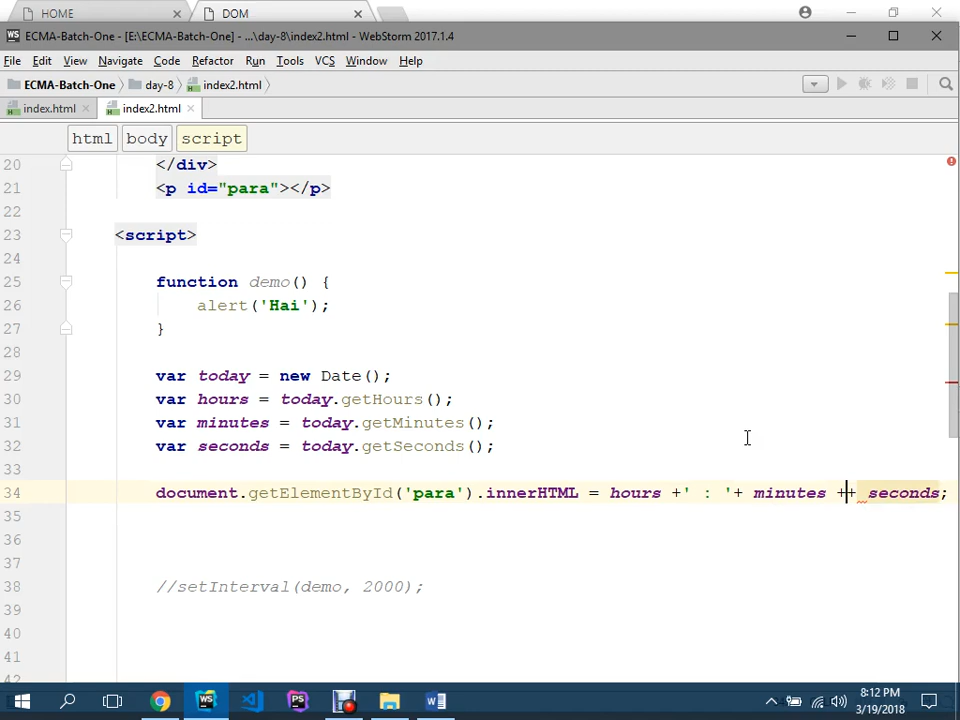 HOME
DOM
ECMA-Batch-One - [E:\ECMA-Batch-One] - ...\day-8\index2.html - WebStorm 2017.1.4
File Edit View Navigate Code Refactor Run Tools VCS Window Help
ECMA-Batch-One day-8 index2.html
index.html index2.html
html body script
20 </div>
21 <p id="para"></p>
22
23 <script>
24
25 function demo() {
26 alert('Hai');
27 }
28
29 var today = new Date();
30 var hours = today.getHours();
31 var minutes = today.getMinutes();
32 var seconds = today.getSeconds();
33
34 document.getElementById('para').innerHTML = hours +' : '+ minutes ++ seconds;
35
36
37
38 //setInterval(demo, 2000);
39
40
41
42
8:12 PM
3/19/2018